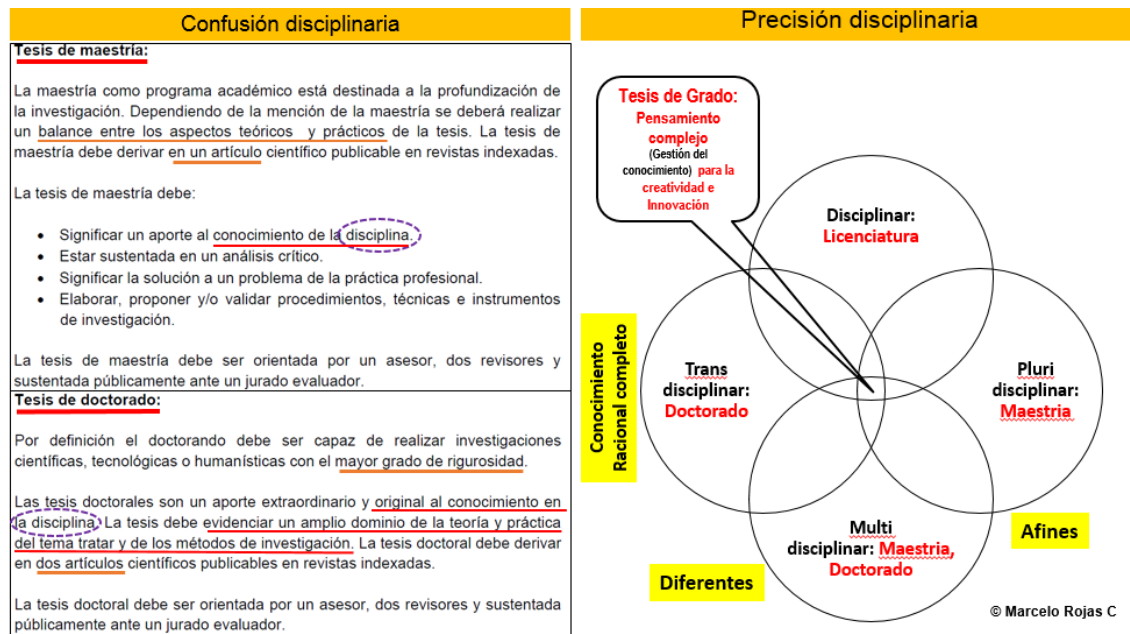 Confusión disciplinaria
Tesis de maestría:
La maestría como programa académico está destinada a la profundización de
la investigación. Dependiendo de la mención de la maestría se deberá realizar
un balance entre los aspectos teóricos y prácticos de la tesis. La tesis de
maestría debe derivar en un artículo científico publicable en revistas indexadas.
La tesis de maestría debe:
• Significar un aporte al conocimiento de la disciplina.
• Estar sustentada en un análisis crítico.
• Significar la solución a un problema de la práctica profesional.
• Elaborar, proponer y/o validar procedimientos, técnicas e instrumentos
de investigación.
La tesis de maestría debe ser orientada por un asesor, dos revisores y
sustentada públicamente ante un jurado evaluador.
Tesis de doctorado:
Por definición el doctorando debe ser capaz de realizar investigaciones
científicas, tecnológicas o humanísticas con el mayor grado de rigurosidad.
Las tesis doctorales son un aporte extraordinario y original al conocimiento en
la disciplina. La tesis debe evidenciar un amplio dominio de la teoría y práctica
del tema tratar y de los métodos de investigación. La tesis doctoral debe derivar
en dos artículos científicos publicables en revistas indexadas.
La tesis doctoral debe ser orientada por un asesor, dos revisores y sustentada
públicamente ante un jurado evaluador.
Precisión disciplinaria
Tesis de Grado:
Pensamiento
complejo
(Gestión del
conocimiento) para la
creatividad e
Innovación
Disciplinar:
Licenciatura
Conocimiento
Racional completo
Trans
disciplinar:
Doctorado
Pluri
disciplinar:
Maestria
Multi
disciplinar: Maestria,
Doctorado
Afines
Diferentes
© Marcelo Rojas C